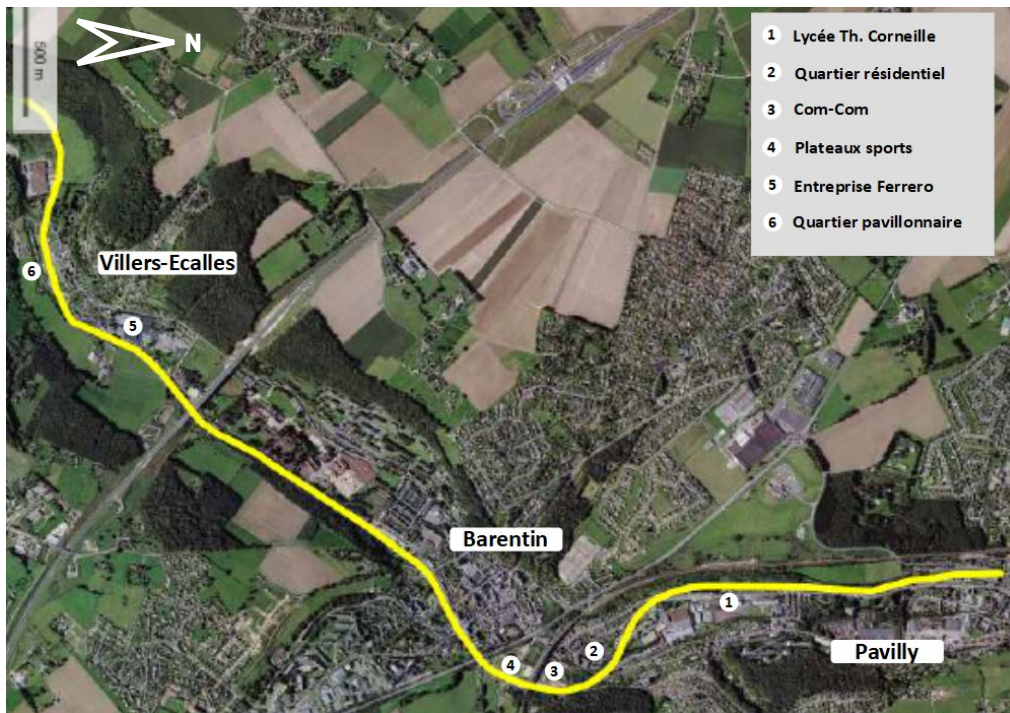 500 m
N
1 Lycée Th. Corneille
2 Quartier résidentiel
3 Com-Com
4 Plateaux sports
5 Entreprise Ferrero
6 Quartier pavillonnaire
6
Villers-Ecalles
5
Barentin
1
2
Pavilly
4
3